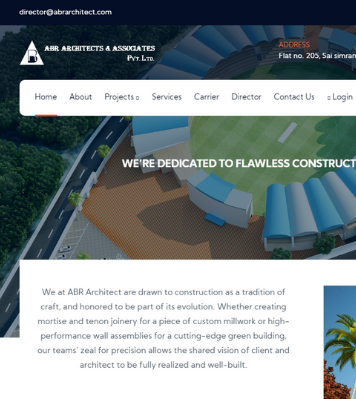 director@abrarchitect.com
ABR ARCHITECTS & ASSOCIATES
PVT. LTD.
ADDRESS
Flat no. 205, Sai simran
Home About Projects Services Carrier Director Contact Us Login
WE'RE DEDICATED TO FLAWLESS CONSTRUCT
We at ABR Architect are drawn to construction as a tradition of
craft, and honored to be part of its evolution. Whether creating
mortise and tenon joinery for a piece of custom millwork or high-
performance wall assemblies for a cutting-edge green building,
our teams' zeal for precision allows the shared vision of client and
architect to be fully realized and well-built.